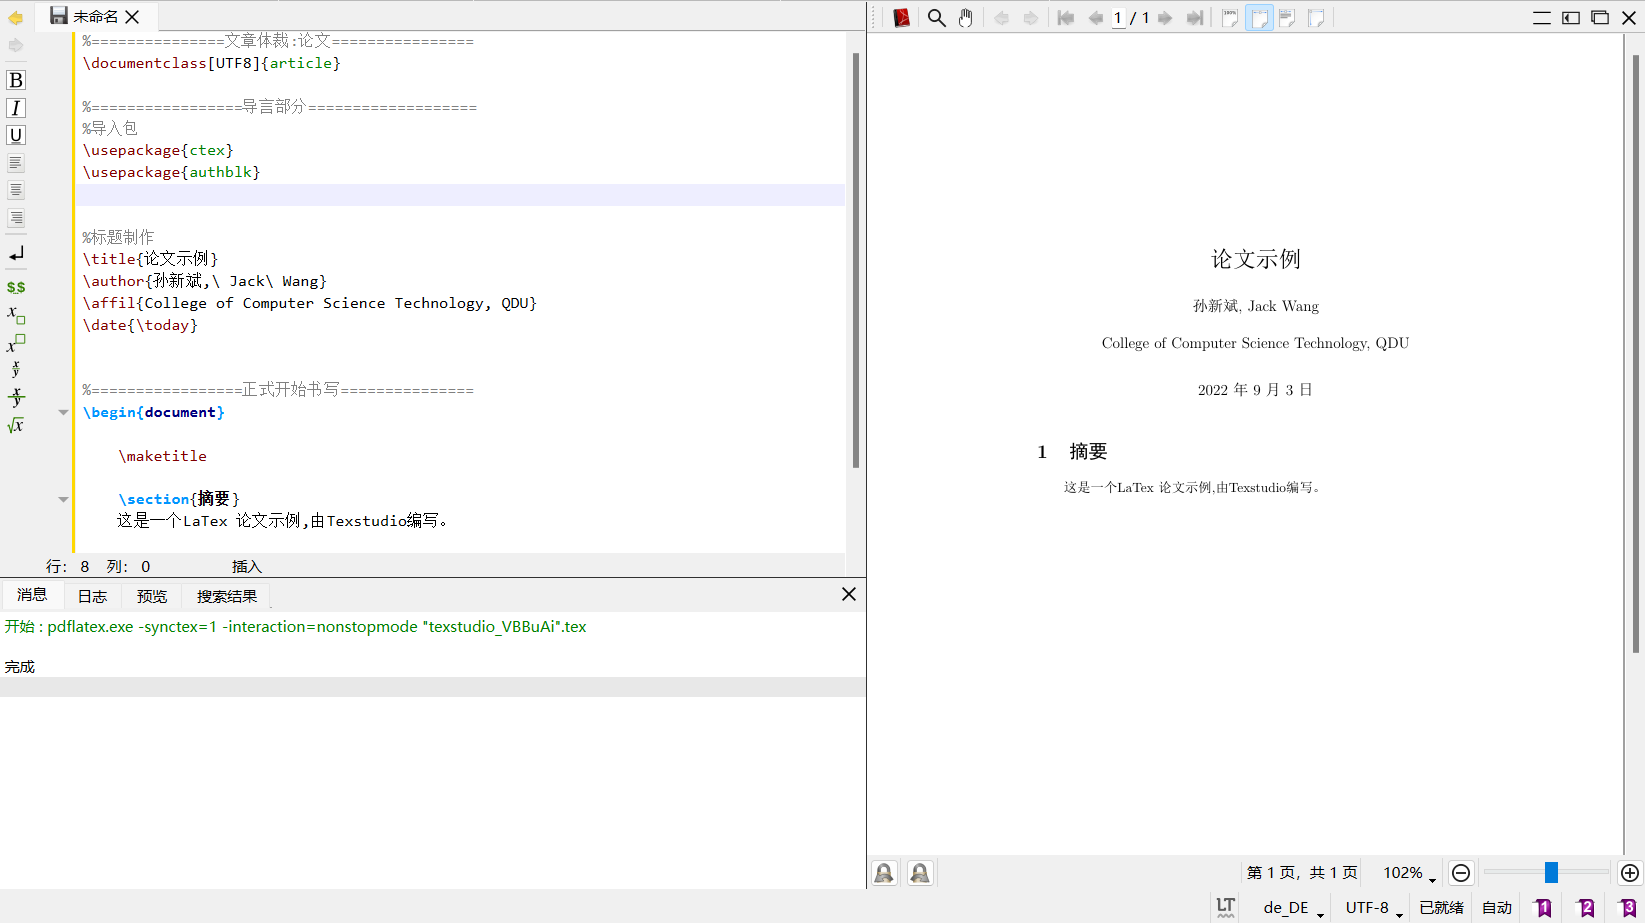 未命名
%===============文章体裁:论文================
\documentclass[UTF8]{article}
%=================导言部分===================
%导入包
\usepackage{ctex}
\usepackage{authblk}
%标题制作
\title{论文示例}
\author{孙新斌,\ Jack\ Wang}
\affil{College of Computer Science Technology, QDU}
\date{\today}
%=================正式开始书写===============
\begin{document}
\maketitle
\section{摘要}
这是一个LaTex 论文示例,由Texstudio编写。
行: 8 列: 0 插入
消息 日志 预览 搜索结果
开始 : pdflatex.exe -synctex=1 -interaction=nonstopmode "texstudio_VBBuAi".tex
完成
B
I
U
$$
1 / 1
论文示例
孙新斌, Jack Wang
College of Computer Science Technology, QDU
2022 年 9 月 3 日
1 摘要
这是一个LaTex 论文示例,由Texstudio编写。
第 1 页，共 1 页 102%
LT de_DE UTF-8 已就绪 自动 1 2 3